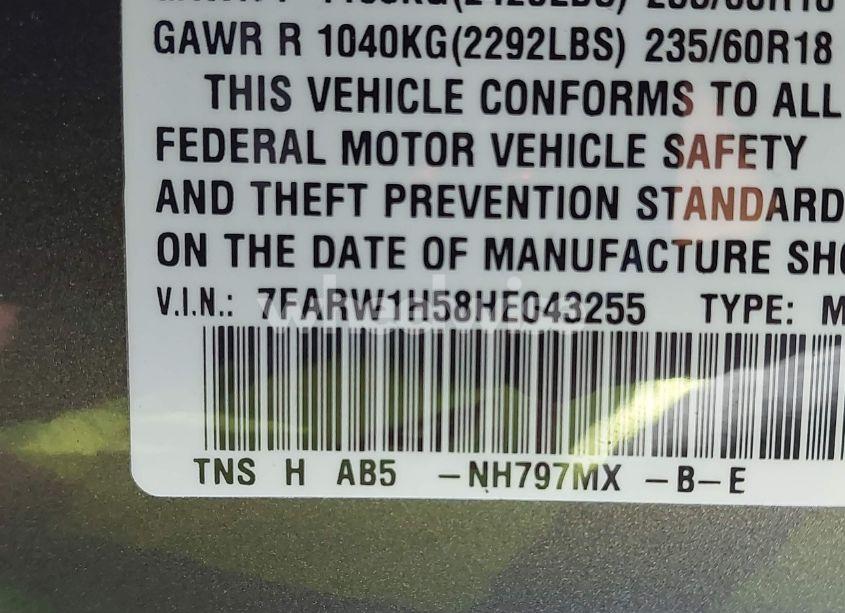 GAWR R 1040KG(2292LBS) 235/60R18
THIS VEHICLE CONFORMS TO ALL
FEDERAL MOTOR VEHICLE SAFETY
AND THEFT PREVENTION STANDARD
ON THE DATE OF MANUFACTURE SHO
V.I.N.: 7FARW1H58HE043255 TYPE: M
TNS H AB5 -NH797MX -B-E